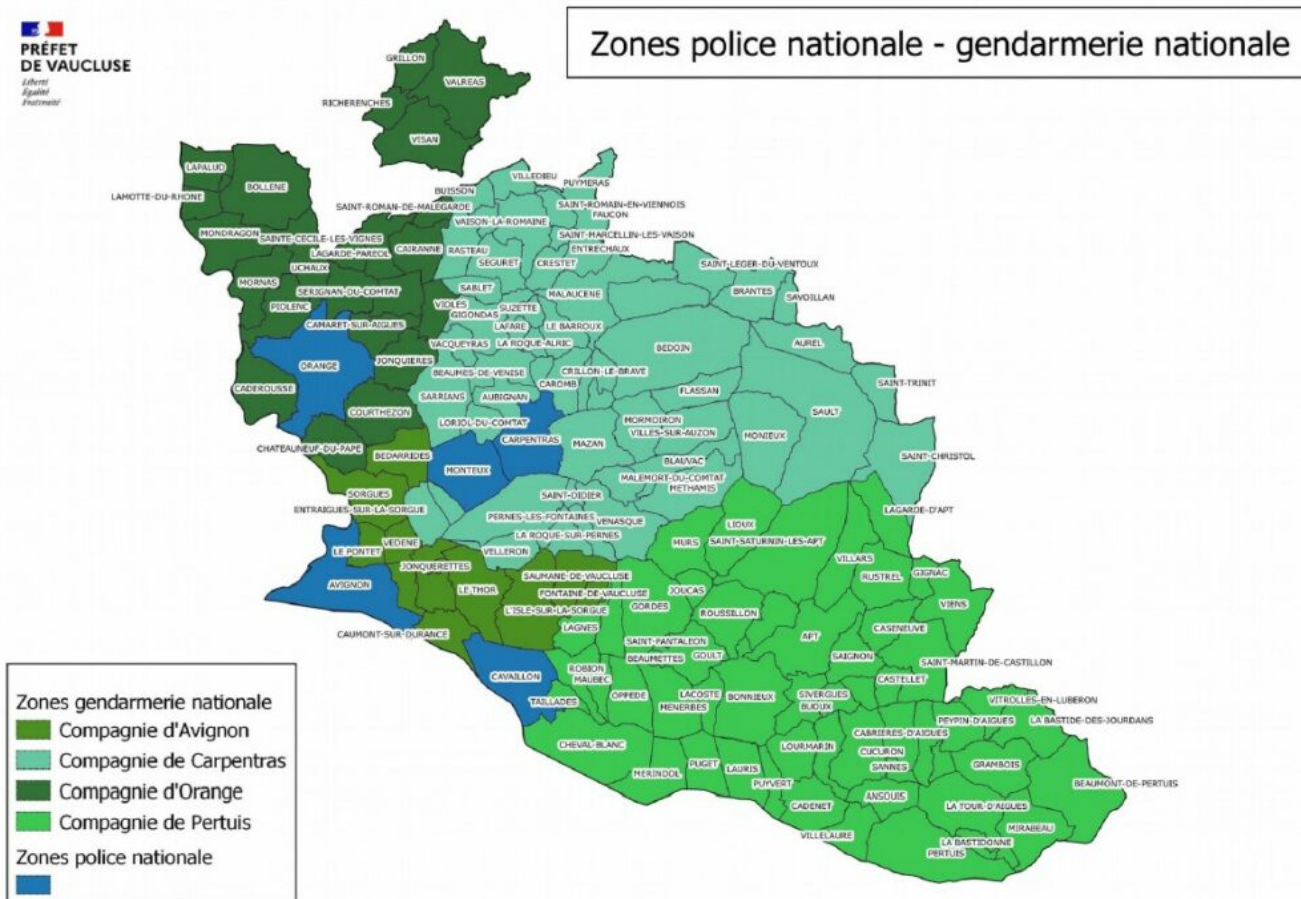 PRÉFET
DE VAUCLUSE
Liberté
Égalité
Fraternité
Zones police nationale - gendarmerie nationale
GRILLON
VALREAS
RICHERENCHES
VISAN
LAPALUD
BOLLENE
LAMOTTE-DU-RHONE
BUISSON
VILLEDIEU
PUYMERAS
SAINT-ROMAN-DE-MALEGARDE
SAINT-ROMAIN-EN-VIENNOIS
FAUCON
VAISON-LA-ROMAINE
MONDRAGON
SAINTE-CECILE-LES-VIGNES
SAINT-MARCELLIN-LES-VAISON
LAGARDE-PAREOL
CAIRANNE
RASTEAU
ENTRECHAUX
UCHAUX
SEGURET
CRESTET
SAINT-LEGER-DU-VENTOUX
MORNAS
SERIGNAN-DU-COMTAT
SABLET
MALAUCENE
BRANTES
SAVOILLAN
PIOLENC
VIOLES
GIGONDAS
SUZETTE
CAMARET-SUR-AIGUES
LAFARE
LE BARROUX
VACQUEYRAS
LA ROQUE-ALRIC
BEDOIN
AUREL
ORANGE
JONQUIERES
BEAUMES-DE-VENISE
CRILLON-LE-BRAVE
CADEROUSSE
CAROMB
SAINT-TRINIT
SARRIANS
AUBIGNAN
FLASSAN
COURTHEZON
LORIOL-DU-COMTAT
MORMOIRON
SAULT
CHATEAUNEUF-DU-PAPE
CARPENTRAS
MAZAN
VILLES-SUR-AUZON
MONIEUX
BEDARRIDES
MONTEUX
BLAUVAC
SAINT-CHRISTOL
MALEMORT-DU-COMTAT
METHAMIS
SORGUES
SAINT-DIDIER
ENTRAIGUES-SUR-LA-SORGUE
PERNES-LES-FONTAINES
VENASQUE
LAGARDE-D'APT
LIOUX
LA ROQUE-SUR-PERNES
MURS
SAINT-SATURNIN-LES-APT
VEDENE
LE PONTET
VELLERON
VILLARS
JONQUERETTES
SAUMANE-DE-VAUCLUSE
RUSTREL
GIGNAC
AVIGNON
LE THOR
FONTAINE-DE-VAUCLUSE
JOUCAS
L'ISLE-SUR-LA-SORGUE
GORDES
ROUSSILLON
VIENS
LAGNES
CASENEUVE
CAUMONT-SUR-DURANCE
SAINT-PANTALEON
APT
BEAUMETTES
GOULT
SAIGNON
SAINT-MARTIN-DE-CASTILLON
ROBION
CAVAILLON
MAUBEC
CASTELLET
TAILLADES
OPPEDE
LACOSTE
BONNIEUX
SIVERGUES
VITROLLES-EN-LUBERON
MENERBES
BUOUX
PEYPIN-D'AIGUES
LA BASTIDE-DES-JOURDANS
CABRIERES-D'AIGUES
CHEVAL-BLANC
LOURMARIN
CUCURON
SANNES
GRAMBOIS
PUGET
LAURIS
MERINDOL
PUYVERT
BEAUMONT-DE-PERTUIS
ANSOUIS
CADENET
LA TOUR-D'AIGUES
MIRABEAU
VILLELAURE
LA BASTIDONNE
PERTUIS
Zones gendarmerie nationale
Compagnie d'Avignon
Compagnie de Carpentras
Compagnie d'Orange
Compagnie de Pertuis
Zones police nationale